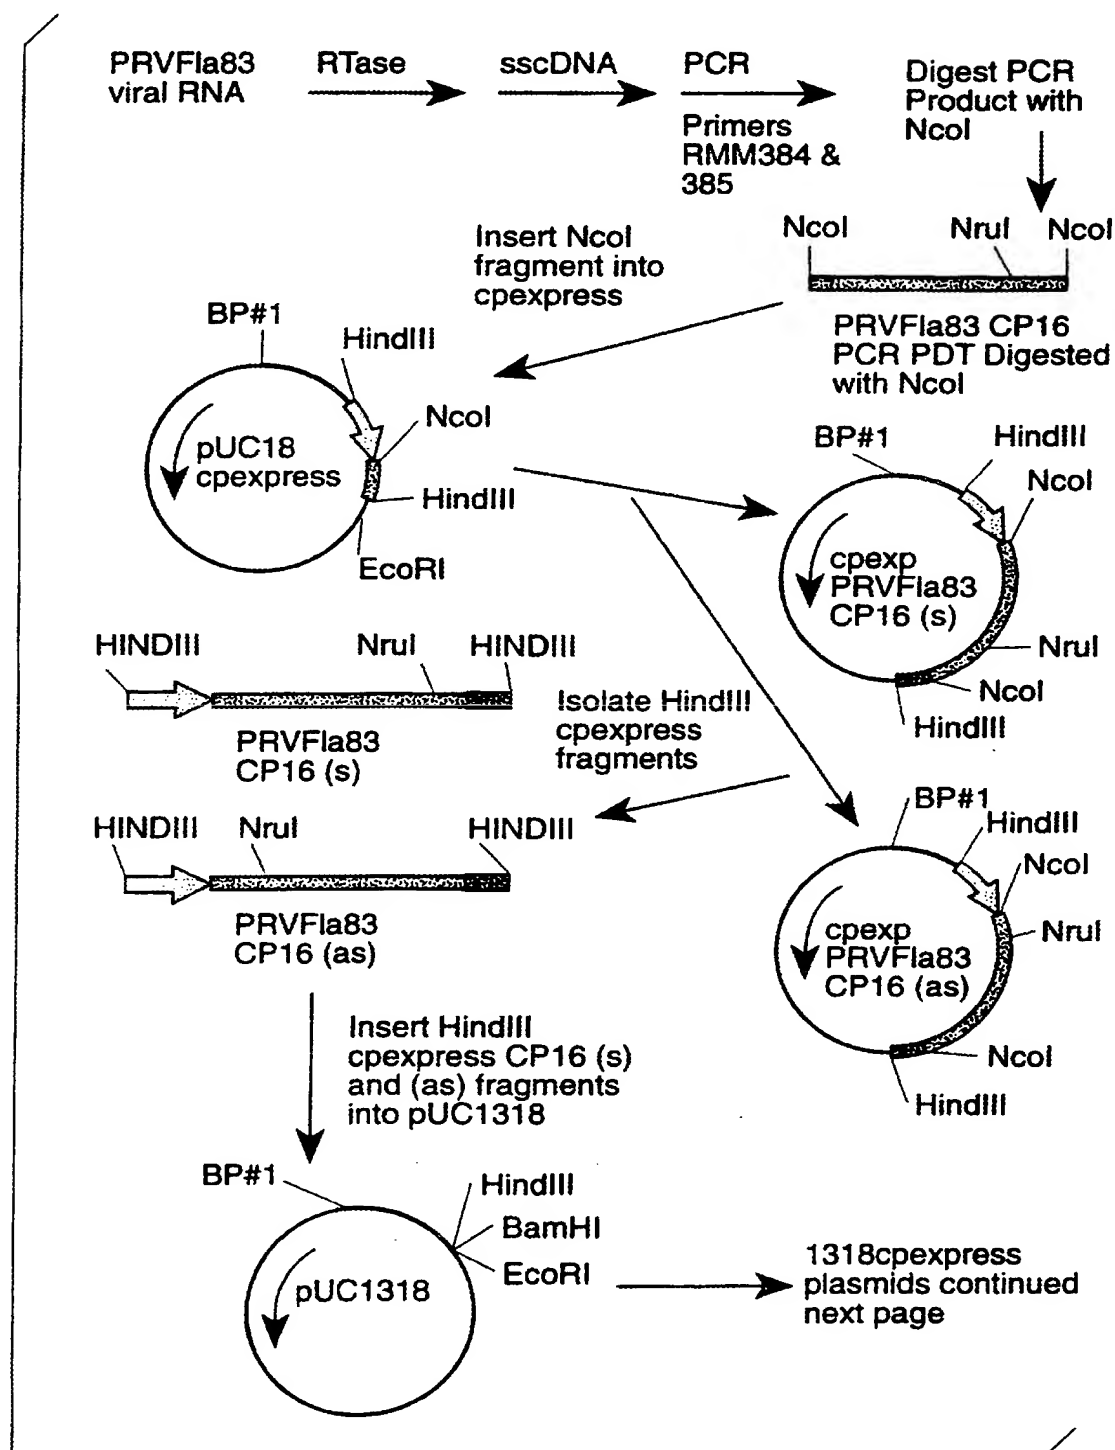 PRVFla83
viral RNA
RTase
sscDNA
PCR
Primers
RMM384 &
385
Digest PCR
Product with
NcoI
NcoI
NruI
NcoI
PRVFla83 CP16
PCR PDT Digested
with NcoI
Insert NcoI
fragment into
cpexpress
BP#1
HindIII
NcoI
pUC18
cpexpress
HindIII
EcoRI
BP#1
HindIII
NcoI
cpexp
PRVFla83
CP16 (s)
NruI
NcoI
HindIII
HINDIII
NruI
HINDIII
PRVFla83
CP16 (s)
Isolate HindIII
cpexpress
fragments
HINDIII
NruI
HINDIII
PRVFla83
CP16 (as)
BP#1
HindIII
NcoI
NruI
cpexp
PRVFla83
CP16 (as)
NcoI
HindIII
Insert HindIII
cpexpress CP16 (s)
and (as) fragments
into pUC1318
BP#1
HindIII
BamHI
EcoRI
pUC1318
1318cpexpress
plasmids continued
next page